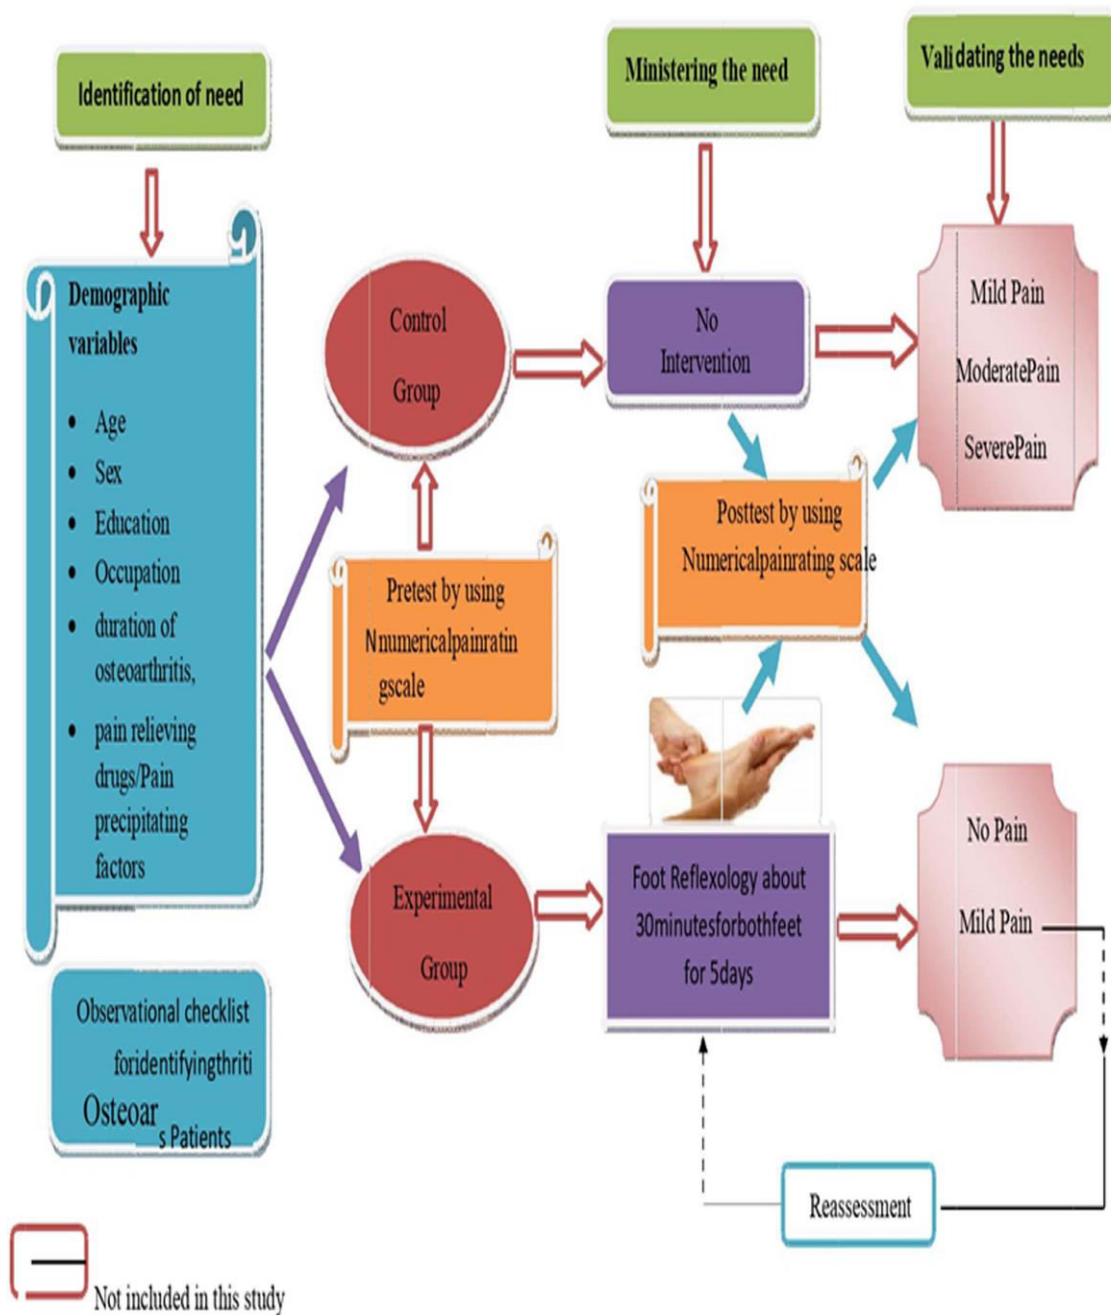 Identification of need
Ministering the need
Validating the needs
Demographic
variables
• Age
• Sex
• Education
• Occupation
• duration of
osteoarthritis,
• pain relieving
drugs/Pain
precipitating
factors
Observational checklist
foridentifyingthriti
Osteoar
s Patients
Control
Group
Pretest by using
Nnumericalpainratin
gscale
Experimental
Group
No
Intervention
Posttest by using
Numericalpainrating scale
Foot Reflexology about
30minutesforbothfeet
for 5days
Mild Pain
ModeratePain
SeverePain
No Pain
Mild Pain
Reassessment
Not included in this study